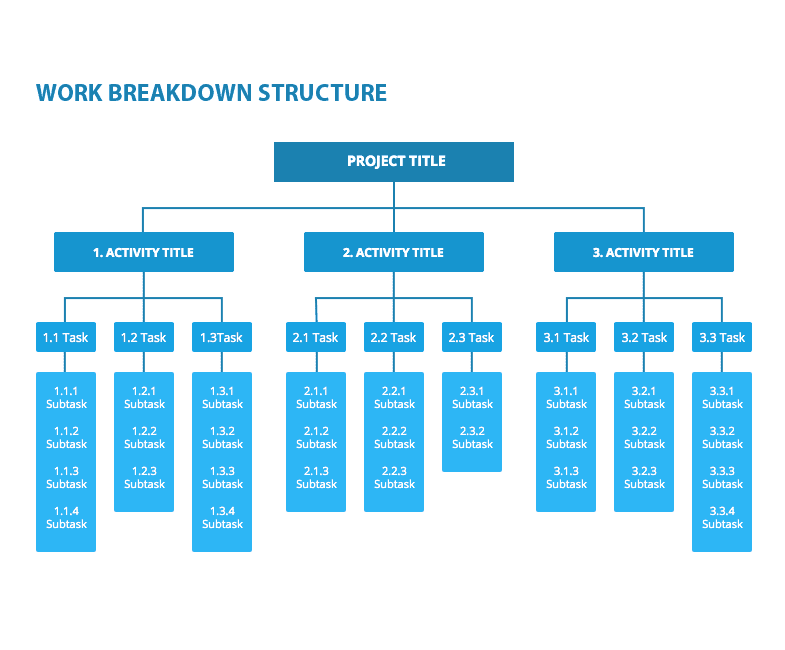 WORK BREAKDOWN STRUCTURE
PROJECT TITLE
1. ACTIVITY TITLE
2. ACTIVITY TITLE
3. ACTIVITY TITLE
1.1 Task
1.2 Task
1.3Task
2.1 Task
2.2 Task
2.3 Task
3.1 Task
3.2 Task
3.3 Task
1.1.1
Subtask
1.1.2
Subtask
1.1.3
Subtask
1.1.4
Subtask
1.2.1
Subtask
1.2.2
Subtask
1.2.3
Subtask
1.3.1
Subtask
1.3.2
Subtask
1.3.3
Subtask
1.3.4
Subtask
2.1.1
Subtask
2.1.2
Subtask
2.1.3
Subtask
2.2.1
Subtask
2.2.2
Subtask
2.2.3
Subtask
2.3.1
Subtask
2.3.2
Subtask
3.1.1
Subtask
3.1.2
Subtask
3.1.3
Subtask
3.2.1
Subtask
3.2.2
Subtask
3.2.3
Subtask
3.3.1
Subtask
3.3.2
Subtask
3.3.3
Subtask
3.3.4
Subtask